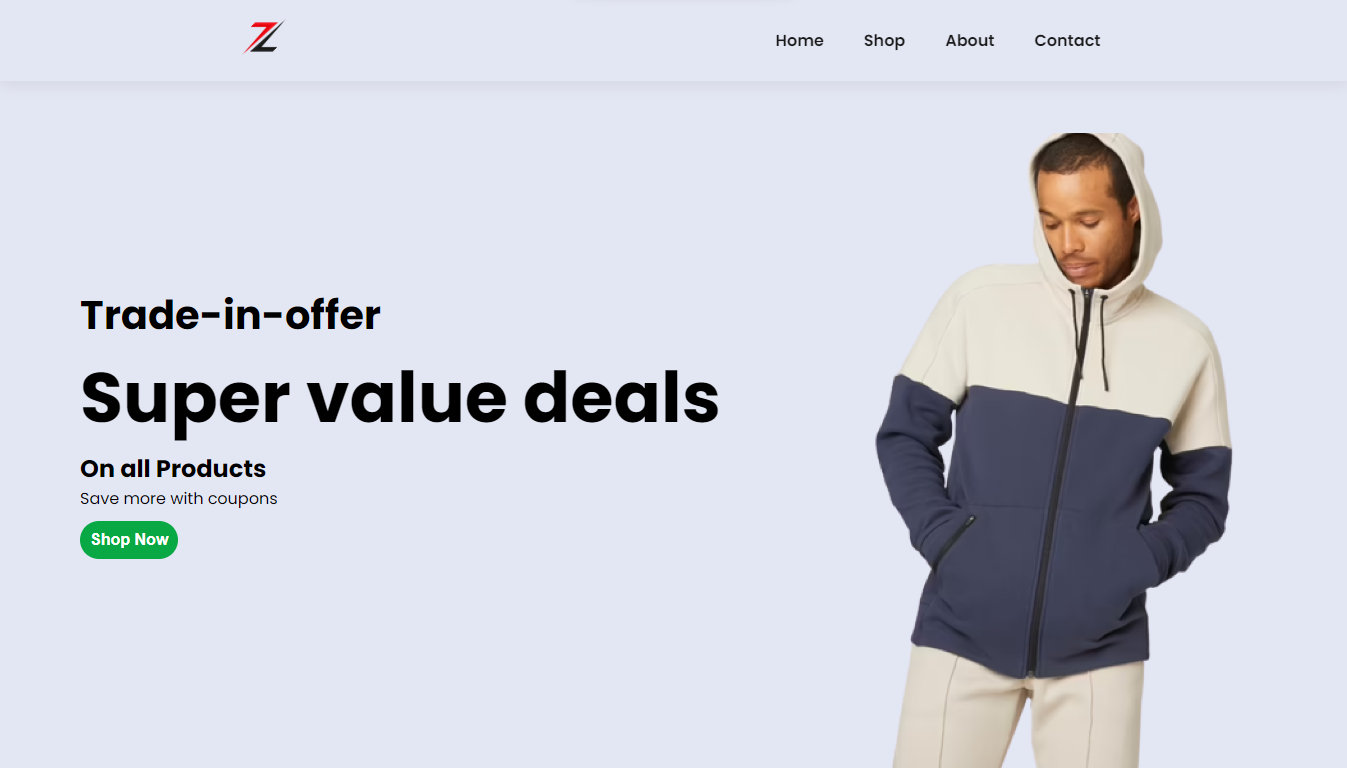 Z
Home Shop About Contact
Trade-in-offer
Super value deals
On all Products
Save more with coupons
Shop Now